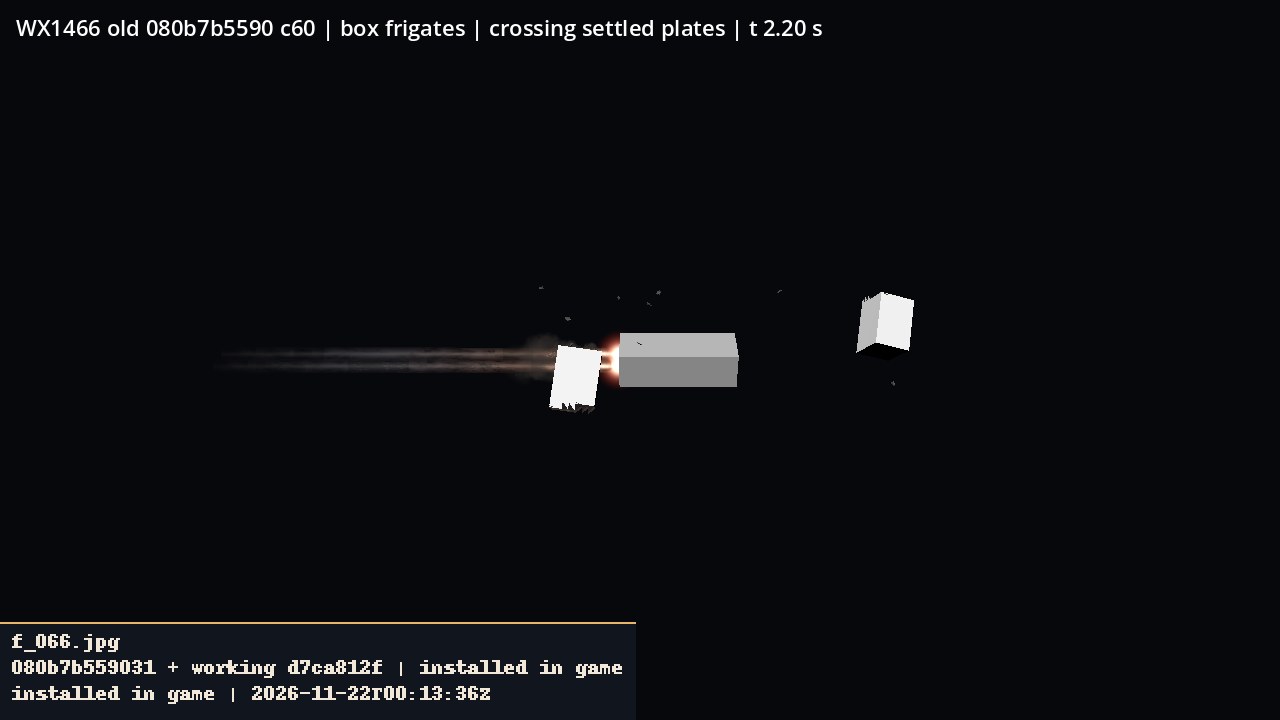 WX1466 old 080b7b5590 c60 | box frigates | crossing settled plates | t 2.20 s
f_066.jpg
080b7b559031 + working d7ca812f | installed in game
installed in game | 2026-11-22T00:13:36Z